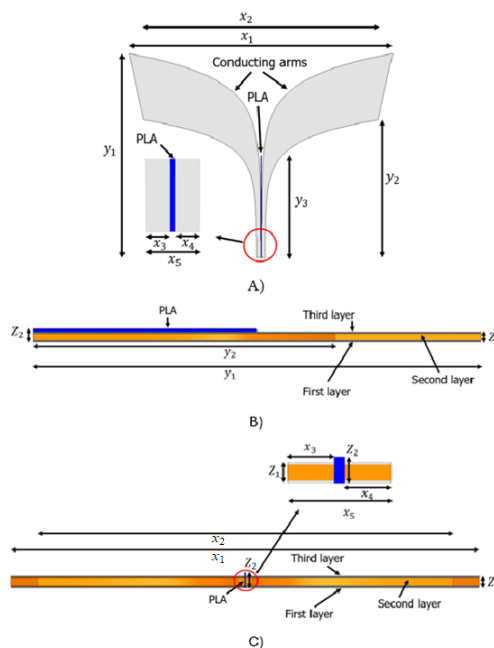 x₂
x₁
Conducting arms
PLA
PLA
y₁
y₃
y₂
x₃ x₄
x₅
A)
PLA
Third layer
Z₂
Z
y₂
First layer
Second layer
y₁
B)
x₃
Z₂
Z₁
x₄
x₅
x₂
x₁
Z₂
Third layer
Z
PLA
First layer
Second layer
C)